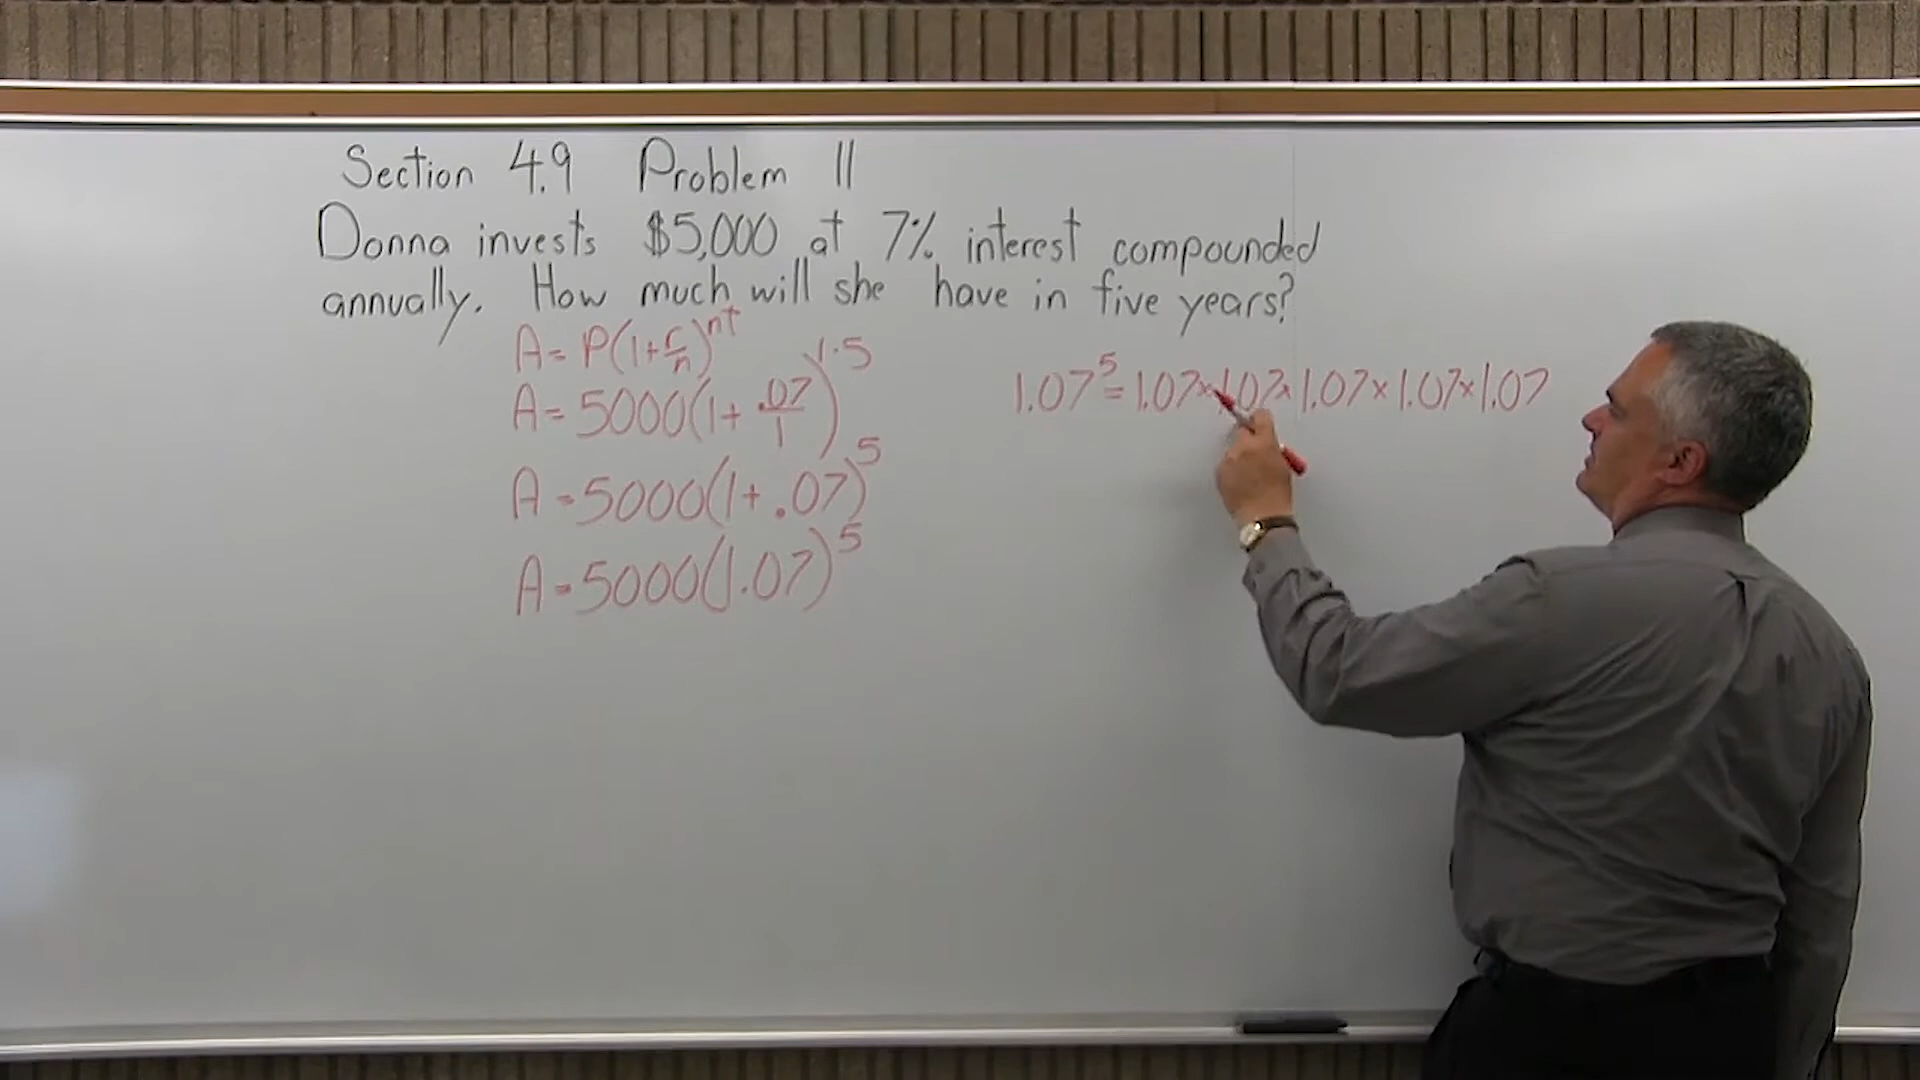 Section 4.9 Problem 11
Donna invests $5,000 at 7% interest compounded
annually. How much will she have in five years?
A = P(1+r/n)^nt
A = 5000(1+ .07/1)^1·5
A = 5000(1+ .07)^5
A = 5000(1.07)^5
1.07^5 = 1.07×1.07×1.07×1.07×1.07